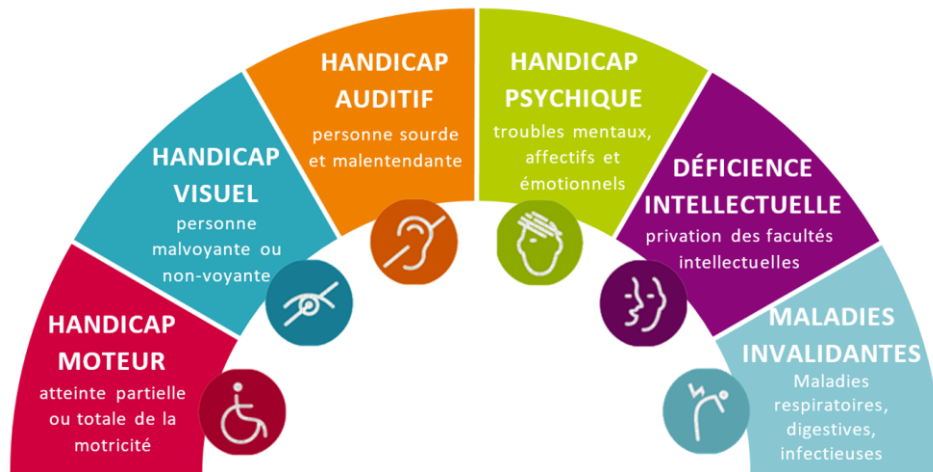 HANDICAP
MOTEUR
atteinte partielle
ou totale de la
motricité
HANDICAP
VISUEL
personne
malvoyante ou
non-voyante
HANDICAP
AUDITIF
personne sourde
et malentendante
HANDICAP
PSYCHIQUE
troubles mentaux,
affectifs et
émotionnels
DÉFICIENCE
INTELLECTUELLE
privation des facultés
intellectuelles
MALADIES
INVALIDANTES
Maladies
respiratoires,
digestives,
infectieuses